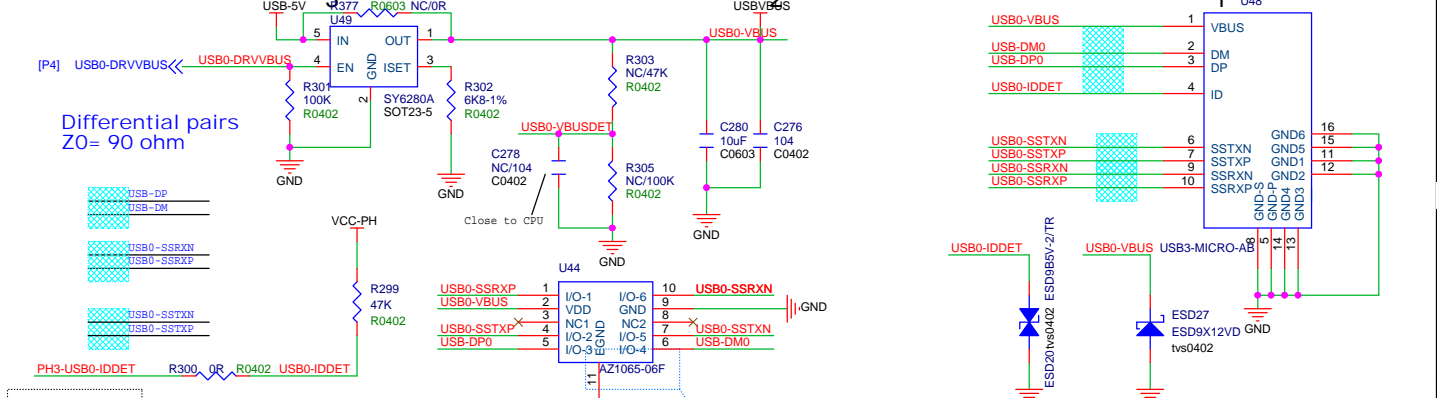 USB-5V
R377 R0603 NC/0R
U49
5 IN OUT 1
4 EN ISET 3
GND
2
SY6280A
SOT23-5
[P4] USB0-DRVVBUS
USB0-DRVVBUS
R301
100K
R0402
GND
R302
6K8-1%
R0402
GND
Differential pairs
Z0= 90 ohm
USB-DP
USB-DM
USB0-SSRXN
USB0-SSRXP
USB0-SSTXN
USB0-SSTXP
USBVBUS
USB0-VBUS
R303
NC/47K
R0402
USB0-VBUSDET
C278
NC/104
C0402
Close to CPU
R305
NC/100K
R0402
GND
C280
10uF
C0603
C276
104
C0402
GND
VCC-PH
R299
47K
R0402
PH3-USB0-IDDET R300 0R R0402 USB0-IDDET
U44
USB0-SSRXP 1 I/O-1 I/O-6 10 USB0-SSRXN
USB0-VBUS 2 VDD GND 9 GND
3 NC1 NC2 8
USB0-SSTXP 4 I/O-2 I/O-5 7 USB0-SSTXN
USB-DP0 5 I/O-3 I/O-4 6 USB-DM0
EGND
11
AZ1065-06F
U48
USB0-VBUS 1 VBUS
USB-DM0 2 DM
USB-DP0 3 DP
USB0-IDDET 4 ID
USB0-SSTXN 6 SSTXN
USB0-SSTXP 7 SSTXP
USB0-SSRXN 9 SSRXN
USB0-SSRXP 10 SSRXP
GND6 16
GND5 15
GND1 11
GND2 12
GND-S
GND-P
GND4
GND3
8
5
14
13
USB3-MICRO-AB
GND
USB0-IDDET
ESD20 tvs0402 ESD9B5V-2/TR
USB0-VBUS
ESD27
ESD9X12VD
tvs0402